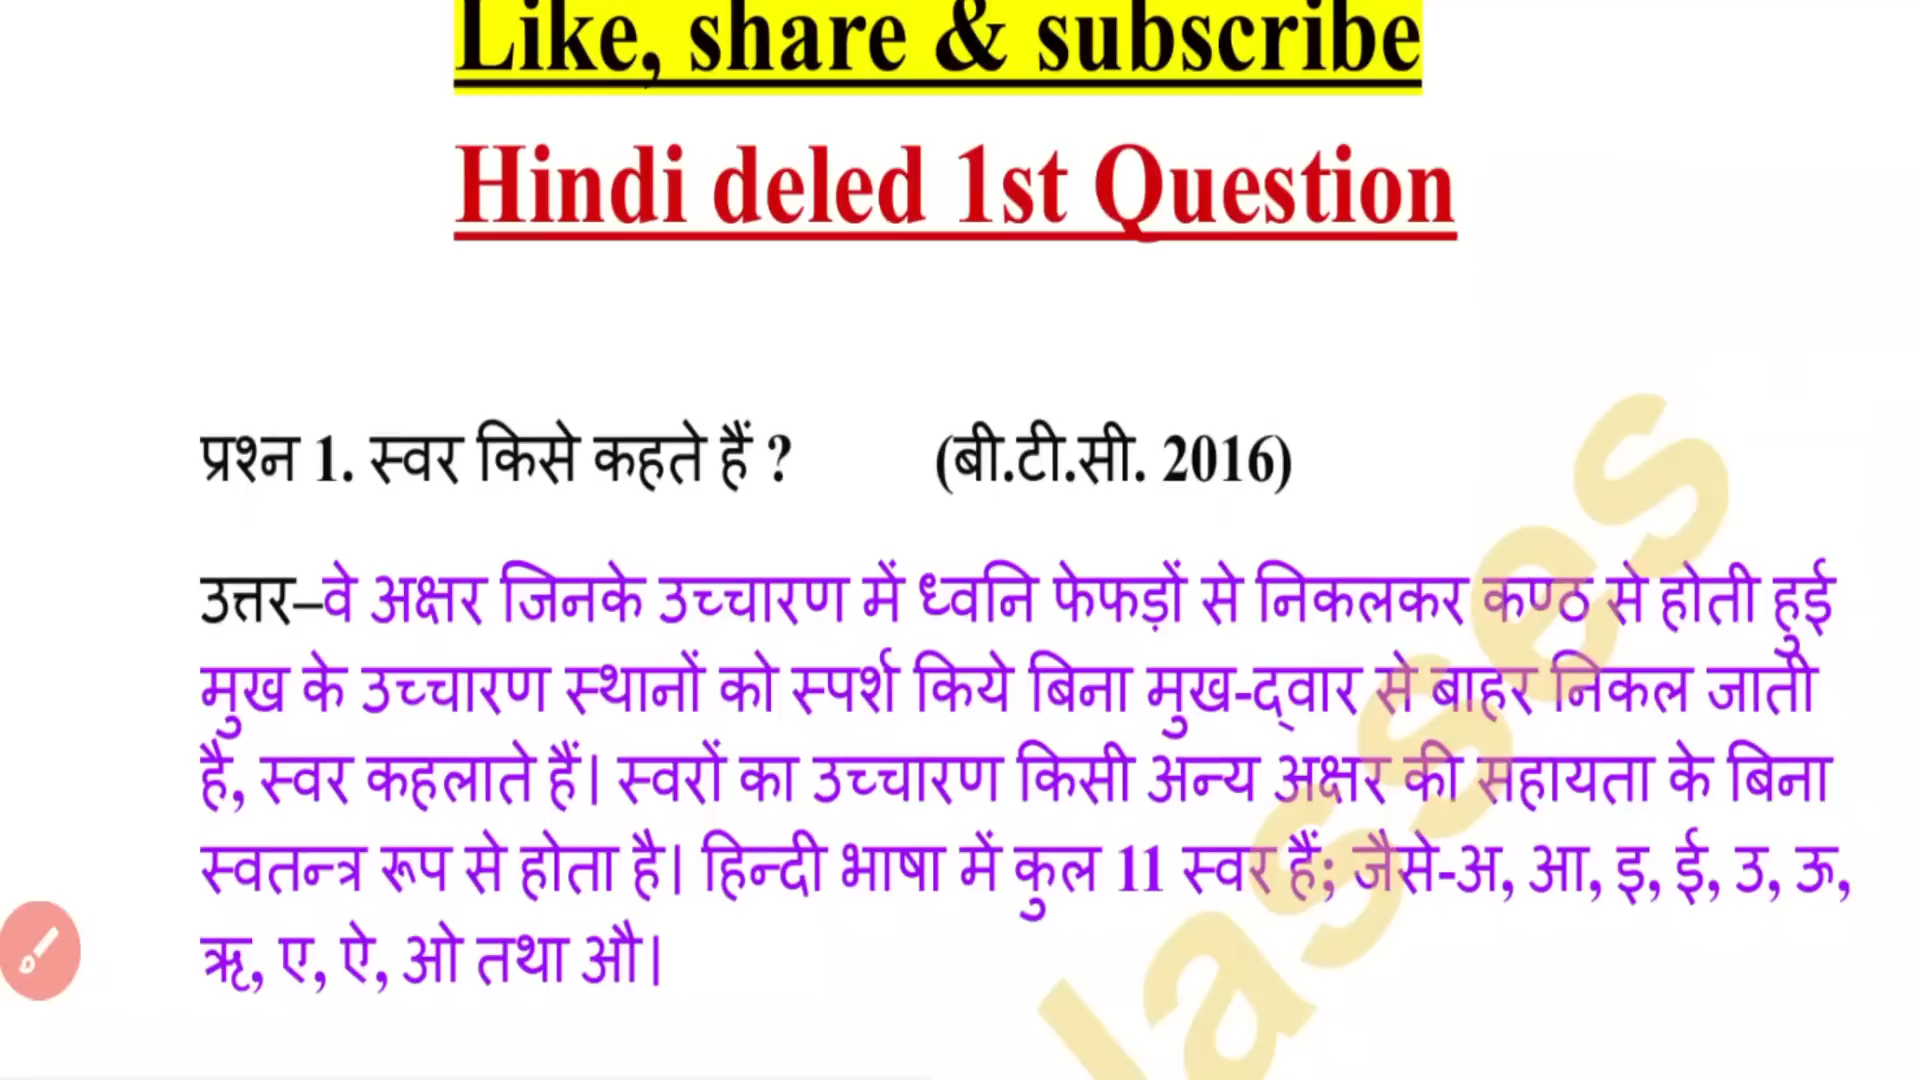 Like, share & subscribe
Hindi deled 1st Question
प्रश्न 1. स्वर किसे कहते हैं ? (बी.टी.सी. 2016)
उत्तर–वे अक्षर जिनके उच्चारण में ध्वनि फेफड़ों से निकलकर कण्ठ से होती हुई
मुख के उच्चारण स्थानों को स्पर्श किये बिना मुख-द्‌वार से बाहर निकल जाती
है, स्वर कहलाते हैं। स्वरों का उच्चारण किसी अन्य अक्षर की सहायता के बिना
स्वतन्त्र रूप से होता है। हिन्दी भाषा में कुल 11 स्वर हैं; जैसे-अ, आ, इ, ई, उ, ऊ,
ऋ, ए, ऐ, ओ तथा औ।
lasses